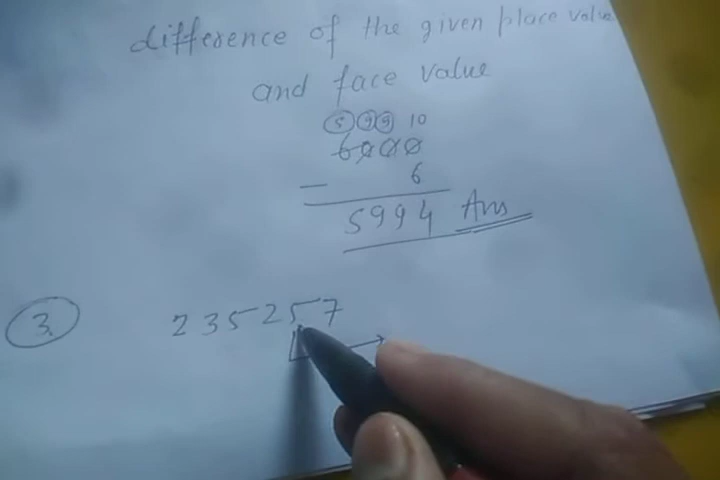 difference of the given place value
and face value
5 9 9 10
6000
- 6
5994 Ans
3. 235257